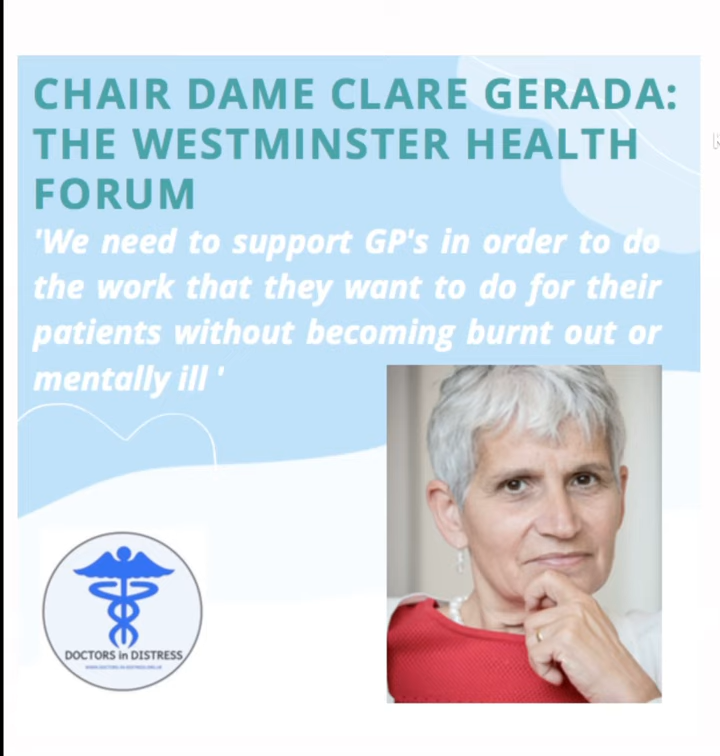 CHAIR DAME CLARE GERADA:
THE WESTMINSTER HEALTH
FORUM
'We need to support GP's in order to do
the work that they want to do for their
patients without becoming burnt out or
mentally ill '
DOCTORS in DISTRESS